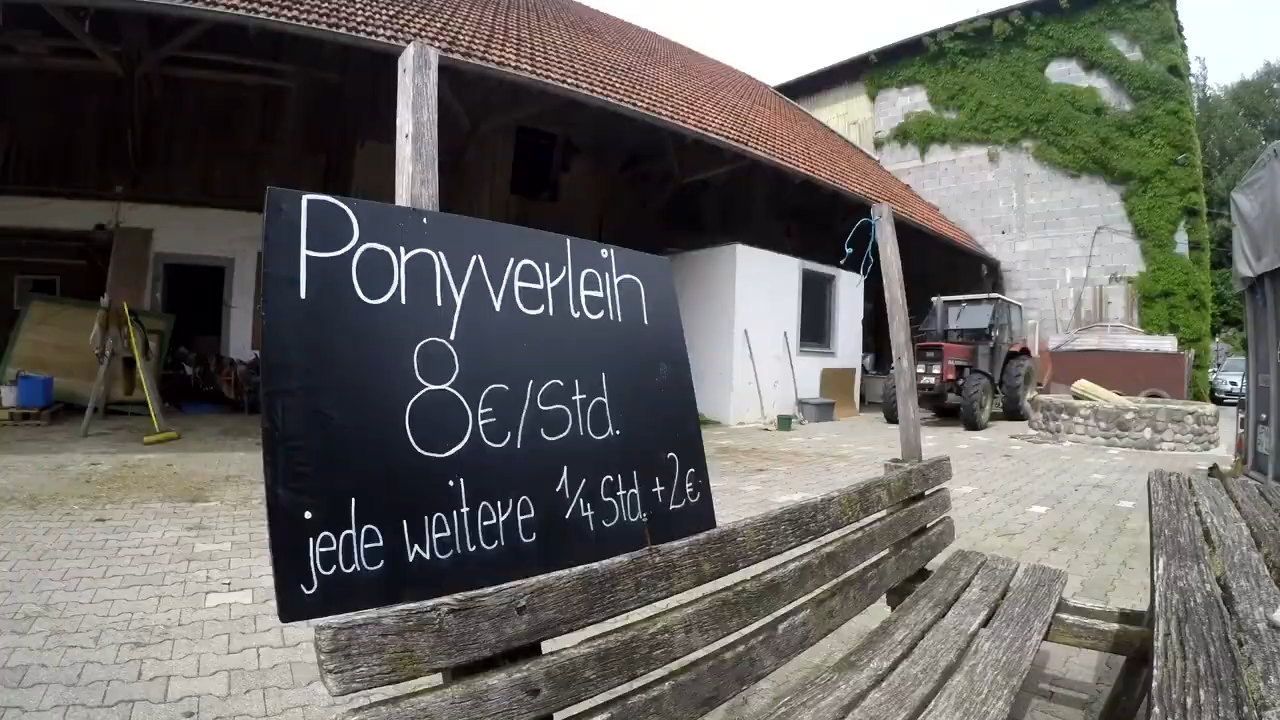 Ponyverleih
8€/Std.
jede weitere 1/4 Std. +2€